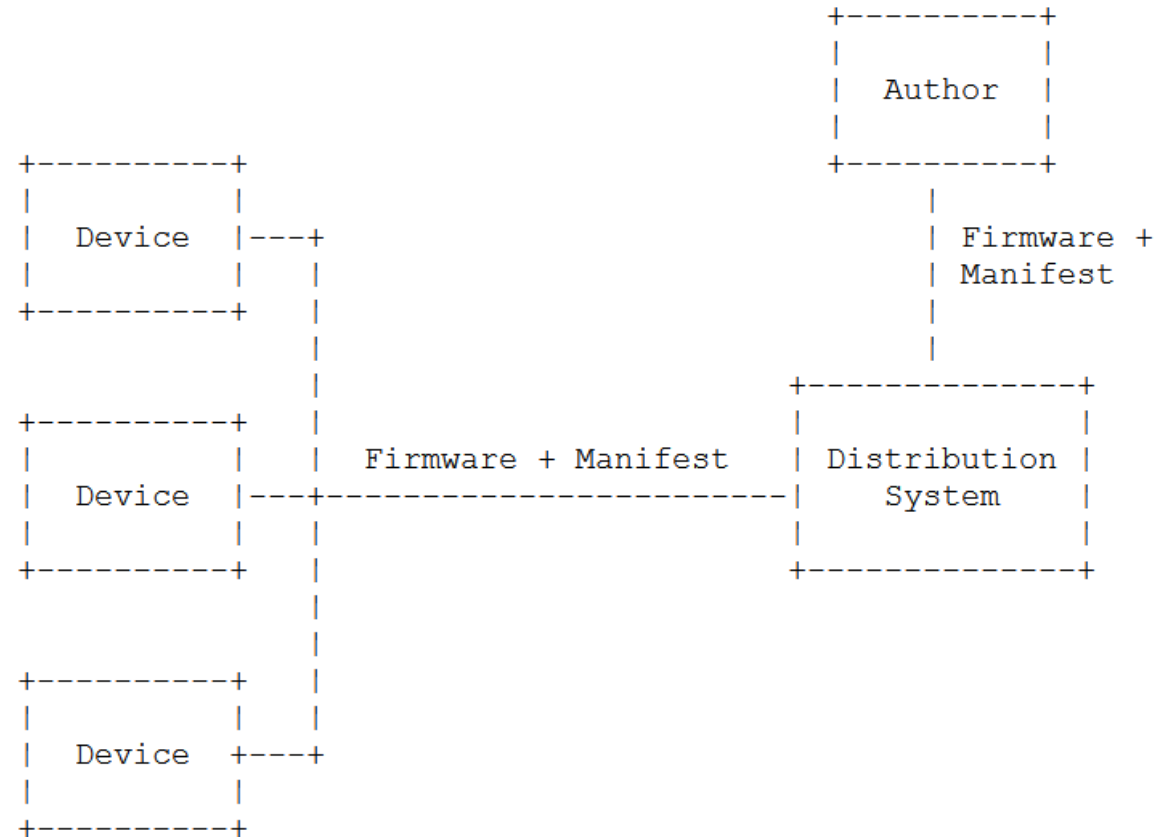 Author
Device
Firmware +
Manifest
Firmware + Manifest
Distribution
System
Device
Device